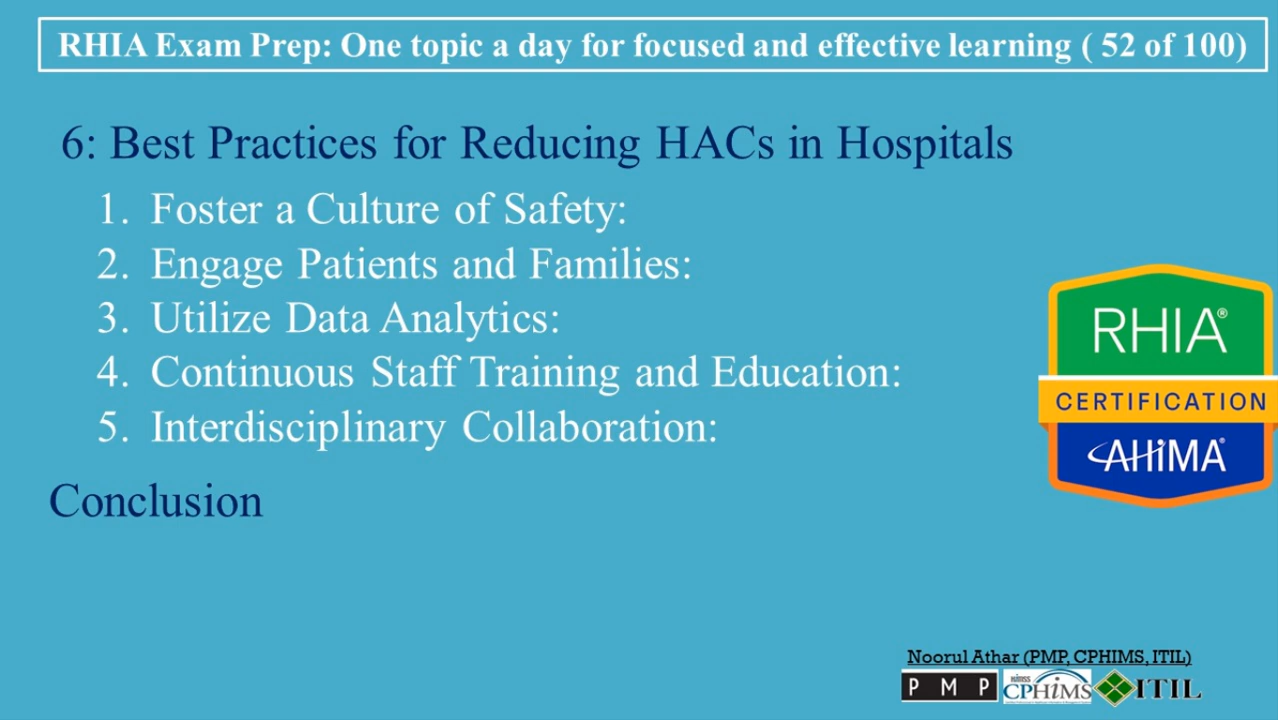 RHIA Exam Prep: One topic a day for focused and effective learning ( 52 of 100)
6: Best Practices for Reducing HACs in Hospitals
1. Foster a Culture of Safety:
2. Engage Patients and Families:
3. Utilize Data Analytics:
4. Continuous Staff Training and Education:
5. Interdisciplinary Collaboration:
Conclusion
RHIA®
CERTIFICATION
AHiMA®
Noorul Athar (PMP, CPHIMS, ITIL)
P M P
himss
CPHiMS
ITIL